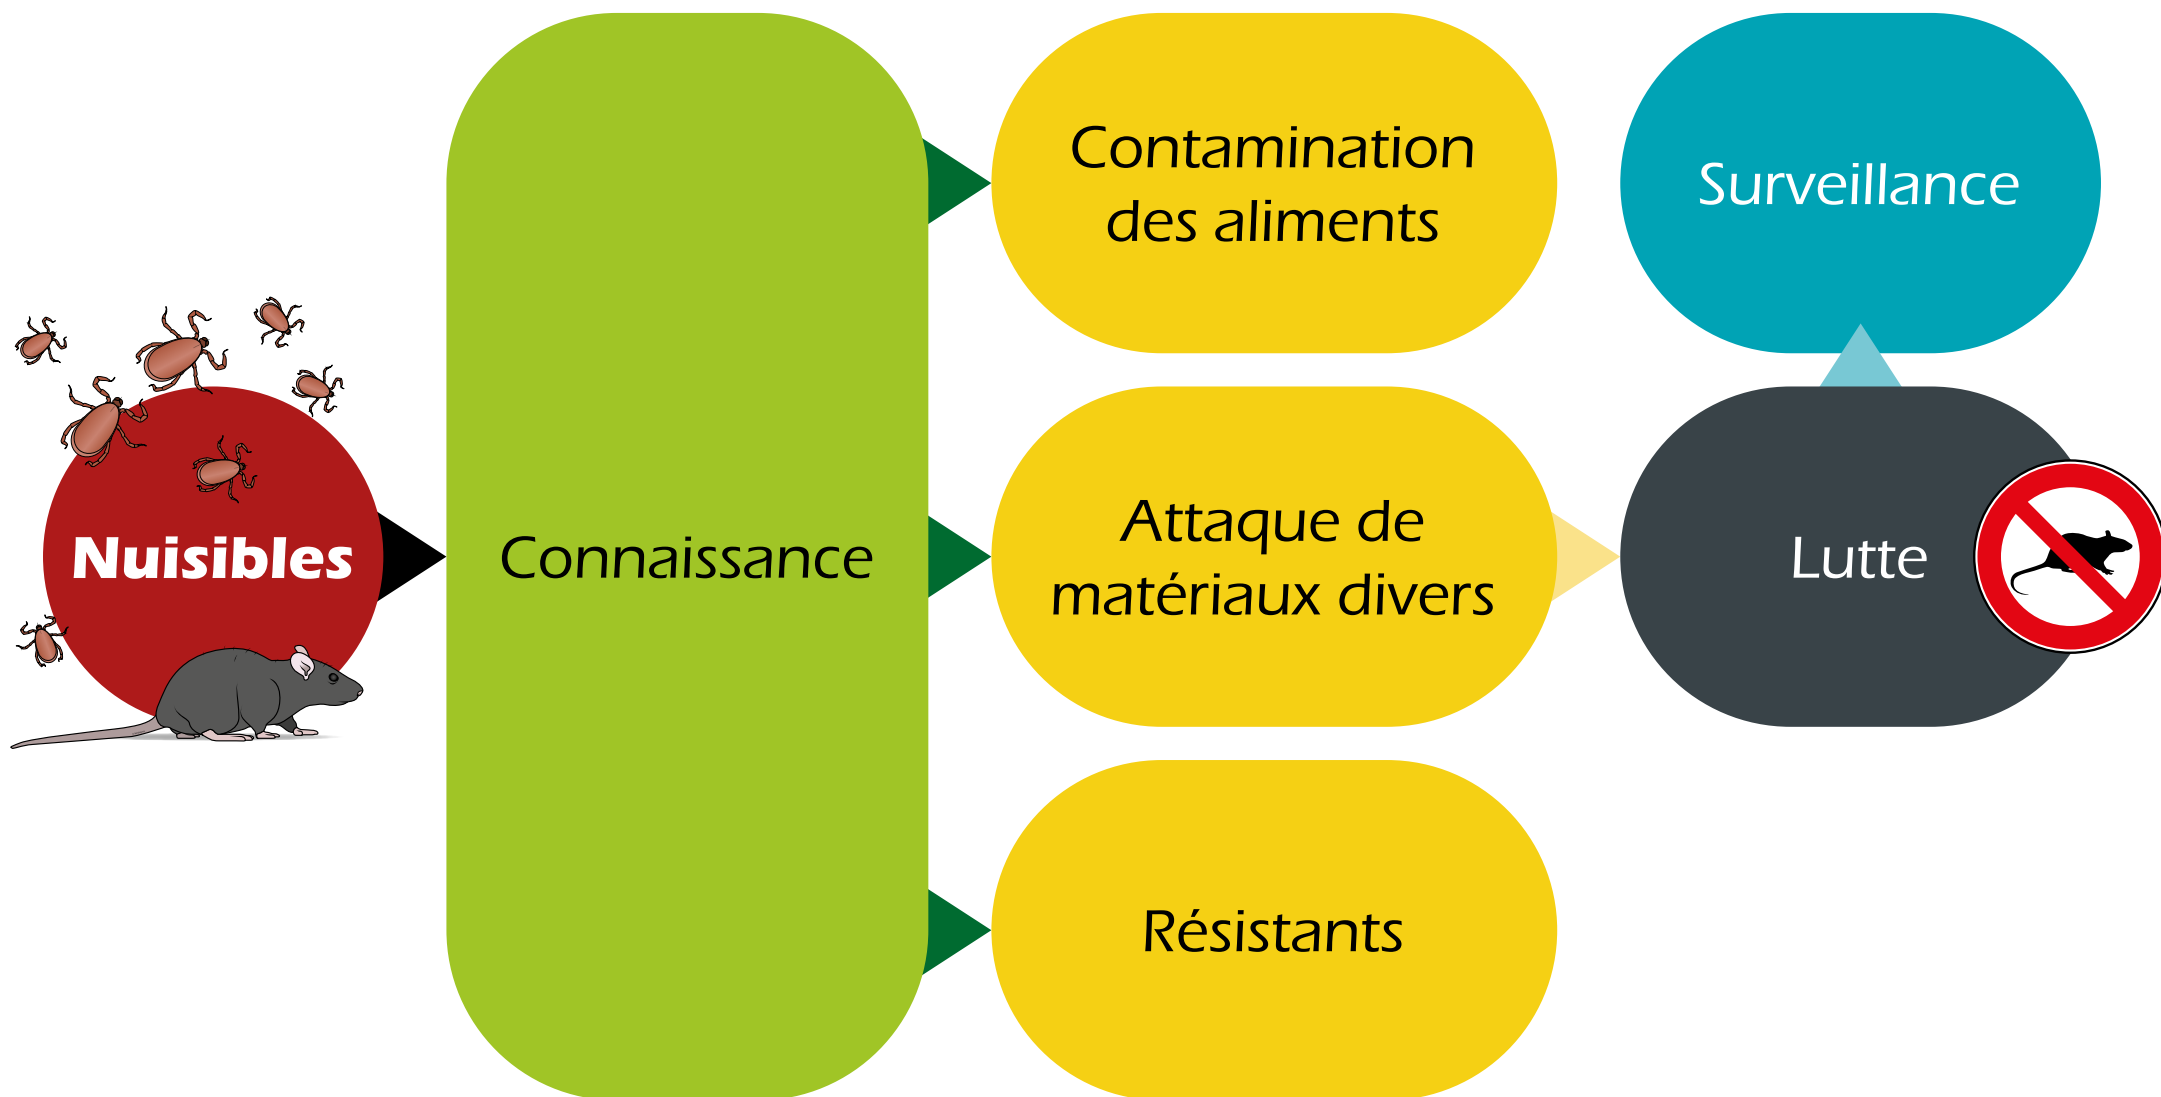 Nuisibles
Connaissance
Contamination
des aliments
Attaque de
matériaux divers
Résistants
Surveillance
Lutte